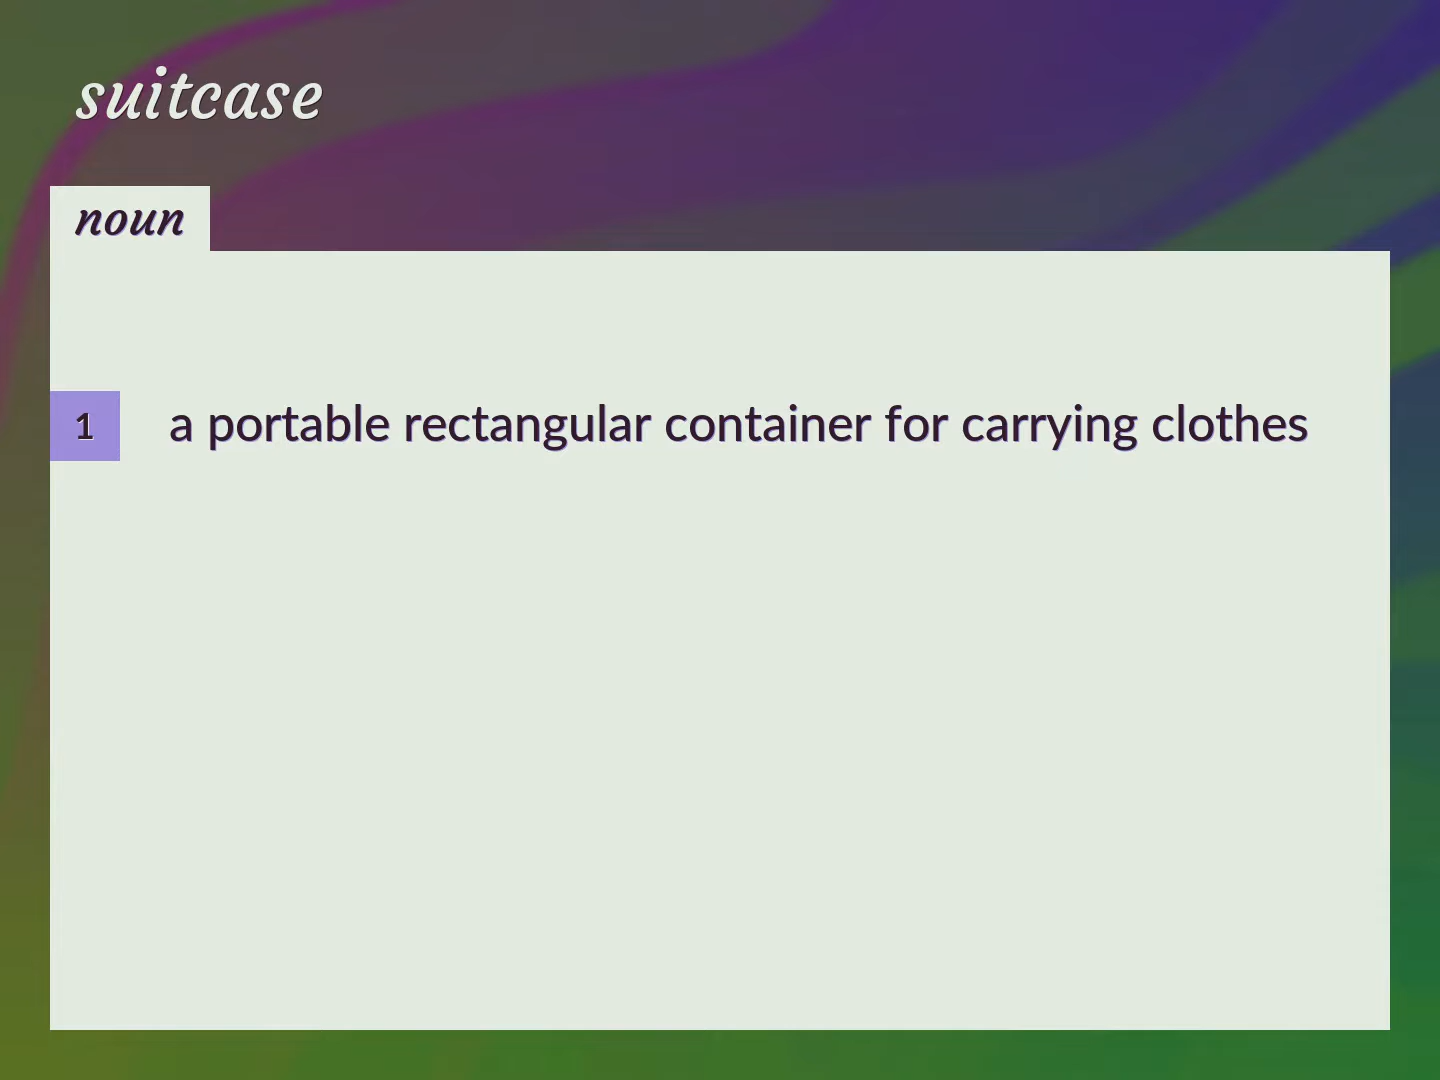 suitcase
noun
1 a portable rectangular container for carrying clothes